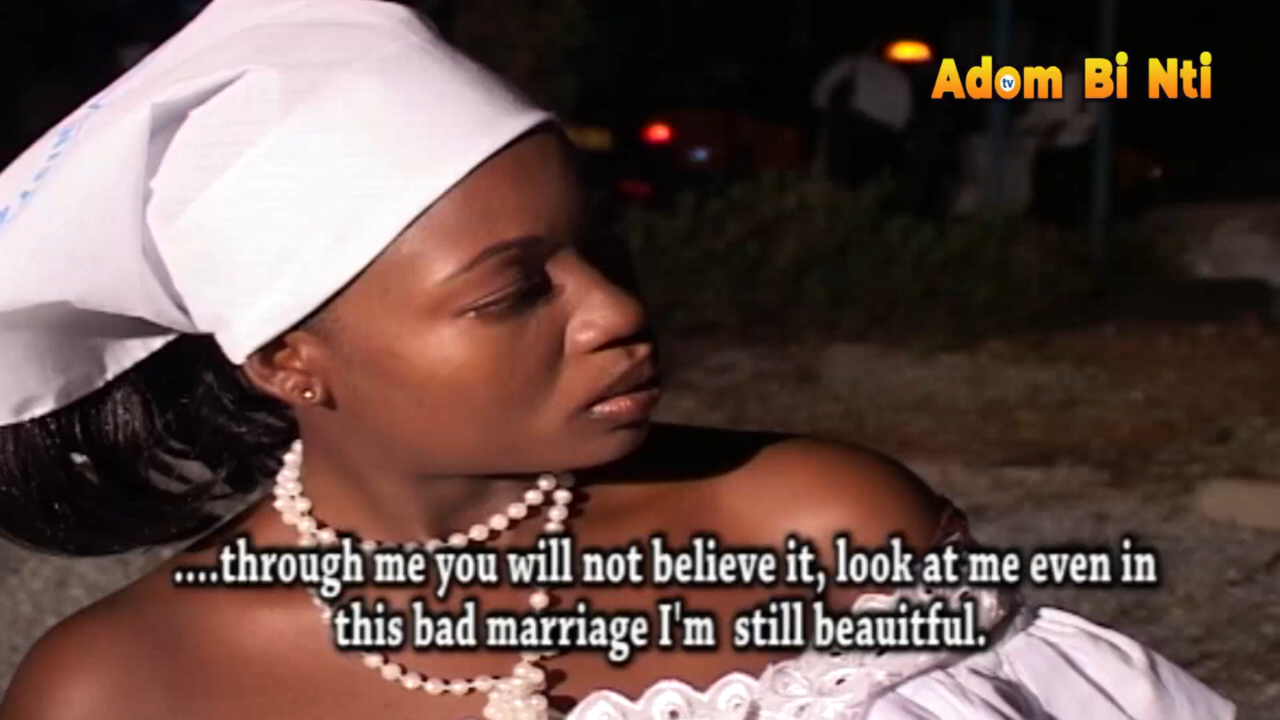 Adom Bi Nti
tv
....through me you will not believe it, look at me even in
this bad marriage I'm still beauitful.